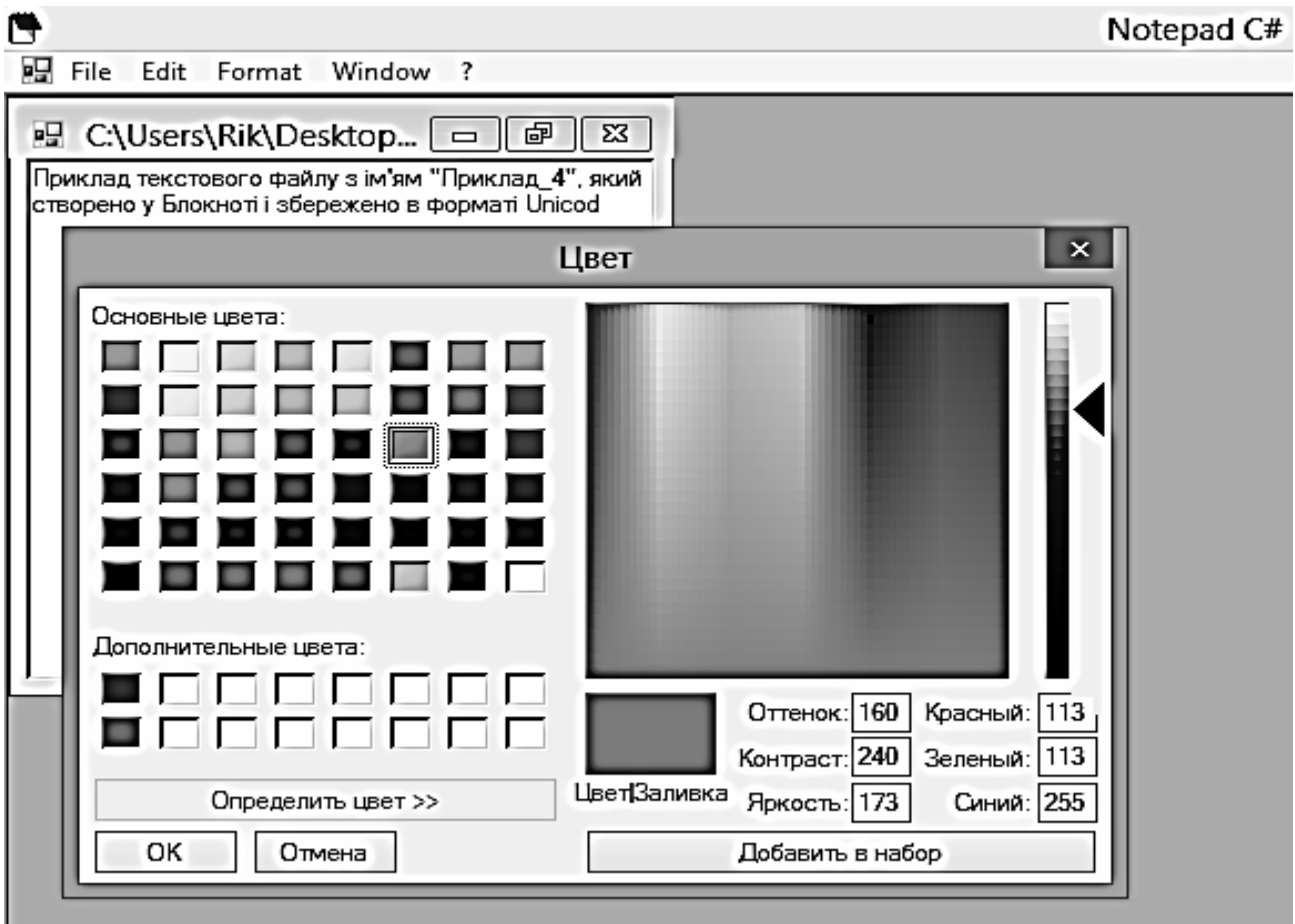 Notepad C#
File Edit Format Window ?
C:\Users\Rik\Desktop...
Приклад текстового файлу з ім'ям "Приклад_4", який
створено у Блокноті і збережено в форматі Unicod
Цвет
Основные цвета:
Дополнительные цвета:
Определить цвет >>
OK Отмена
Цвет|Заливка
Оттенок: 160 Красный: 113
Контраст: 240 Зеленый: 113
Яркость: 173 Синий: 255
Добавить в набор